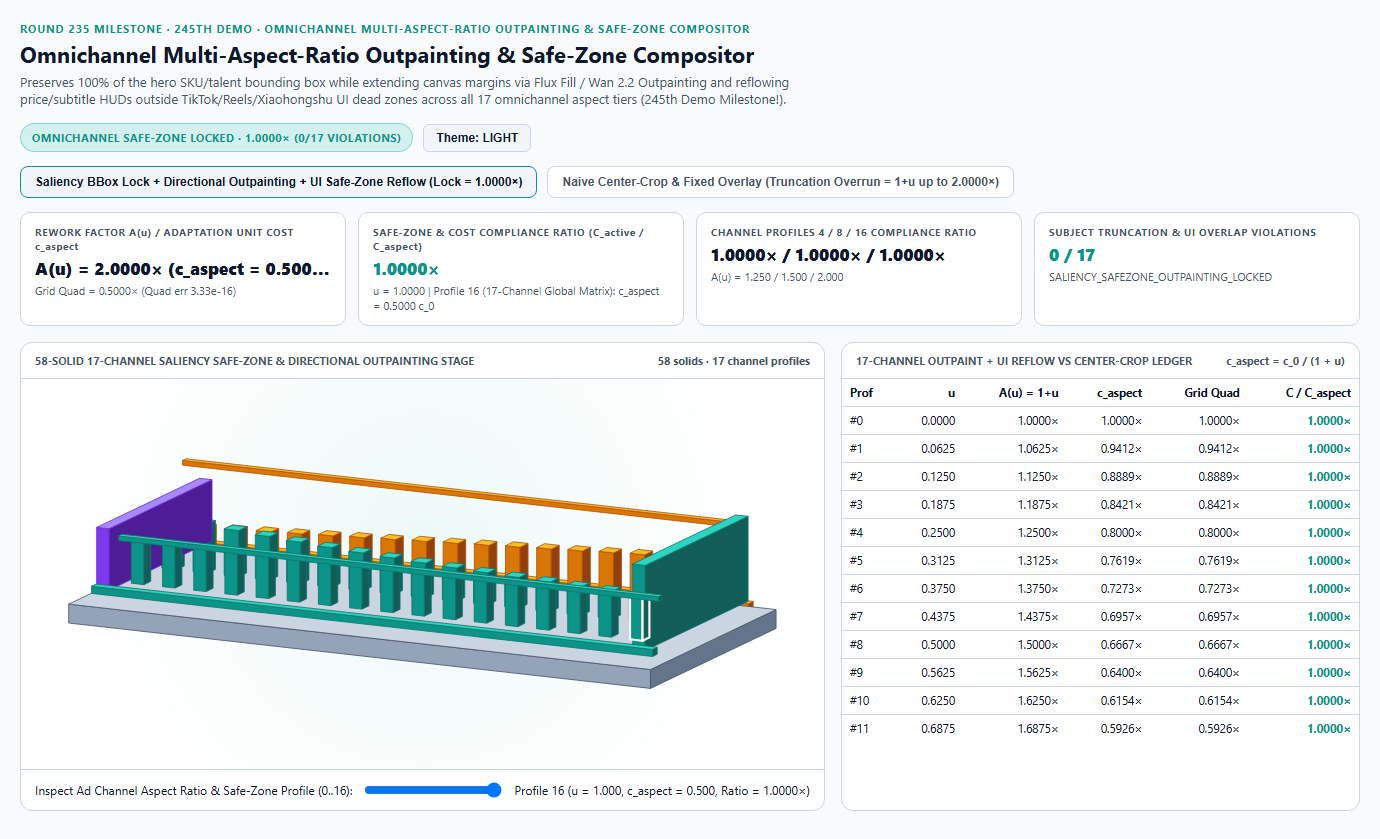 ROUND 235 MILESTONE · 245TH DEMO · OMNICHANNEL MULTI-ASPECT-RATIO OUTPAINTING & SAFE-ZONE COMPOSITOR
Omnichannel Multi-Aspect-Ratio Outpainting & Safe-Zone Compositor
Preserves 100% of the hero SKU/talent bounding box while extending canvas margins via Flux Fill / Wan 2.2 Outpainting and reflowing
price/subtitle HUDs outside TikTok/Reels/Xiaohongshu UI dead zones across all 17 omnichannel aspect tiers (245th Demo Milestone!).
OMNICHANNEL SAFE-ZONE LOCKED · 1.0000× (0/17 VIOLATIONS)
Theme: LIGHT
Saliency BBox Lock + Directional Outpainting + UI Safe-Zone Reflow (Lock = 1.0000×)
Naive Center-Crop & Fixed Overlay (Truncation Overrun = 1+u up to 2.0000×)
REWORK FACTOR A(u) / ADAPTATION UNIT COST
c_aspect
A(u) = 2.0000× (c_aspect = 0.500...
Grid Quad = 0.5000× (Quad err 3.33e-16)
SAFE-ZONE & COST COMPLIANCE RATIO (C_active /
C_aspect)
1.0000×
u = 1.0000 | Profile 16 (17-Channel Global Matrix): c_aspect
= 0.5000 c_0
CHANNEL PROFILES 4 / 8 / 16 COMPLIANCE RATIO
1.0000× / 1.0000× / 1.0000×
A(u) = 1.250 / 1.500 / 2.000
SUBJECT TRUNCATION & UI OVERLAP VIOLATIONS
0 / 17
SALIENCY_SAFEZONE_OUTPAINTING_LOCKED
58-SOLID 17-CHANNEL SALIENCY SAFE-ZONE & DIRECTIONAL OUTPAINTING STAGE
58 solids · 17 channel profiles
Inspect Ad Channel Aspect Ratio & Safe-Zone Profile (0..16):
Profile 16 (u = 1.000, c_aspect = 0.500, Ratio = 1.0000×)
17-CHANNEL OUTPAINT + UI REFLOW VS CENTER-CROP LEDGER
c_aspect = c_0 / (1 + u)
Prof u A(u) = 1+u c_aspect Grid Quad C / C_aspect
#0 0.0000 1.0000× 1.0000× 1.0000× 1.0000×
#1 0.0625 1.0625× 0.9412× 0.9412× 1.0000×
#2 0.1250 1.1250× 0.8889× 0.8889× 1.0000×
#3 0.1875 1.1875× 0.8421× 0.8421× 1.0000×
#4 0.2500 1.2500× 0.8000× 0.8000× 1.0000×
#5 0.3125 1.3125× 0.7619× 0.7619× 1.0000×
#6 0.3750 1.3750× 0.7273× 0.7273× 1.0000×
#7 0.4375 1.4375× 0.6957× 0.6957× 1.0000×
#8 0.5000 1.5000× 0.6667× 0.6667× 1.0000×
#9 0.5625 1.5625× 0.6400× 0.6400× 1.0000×
#10 0.6250 1.6250× 0.6154× 0.6154× 1.0000×
#11 0.6875 1.6875× 0.5926× 0.5926× 1.0000×